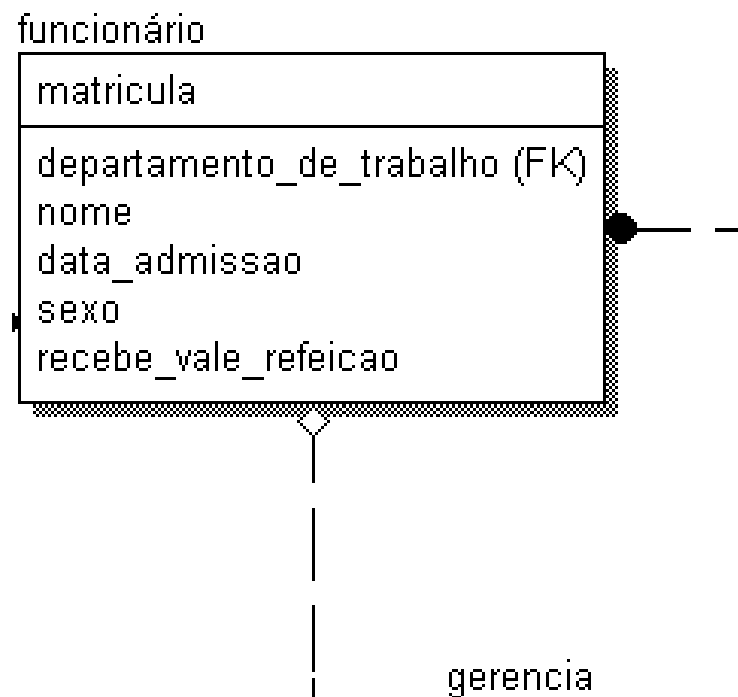 funcionário
matricula
departamento_de_trabalho (FK)
nome
data_admissao
sexo
recebe_vale_refeicao
gerencia